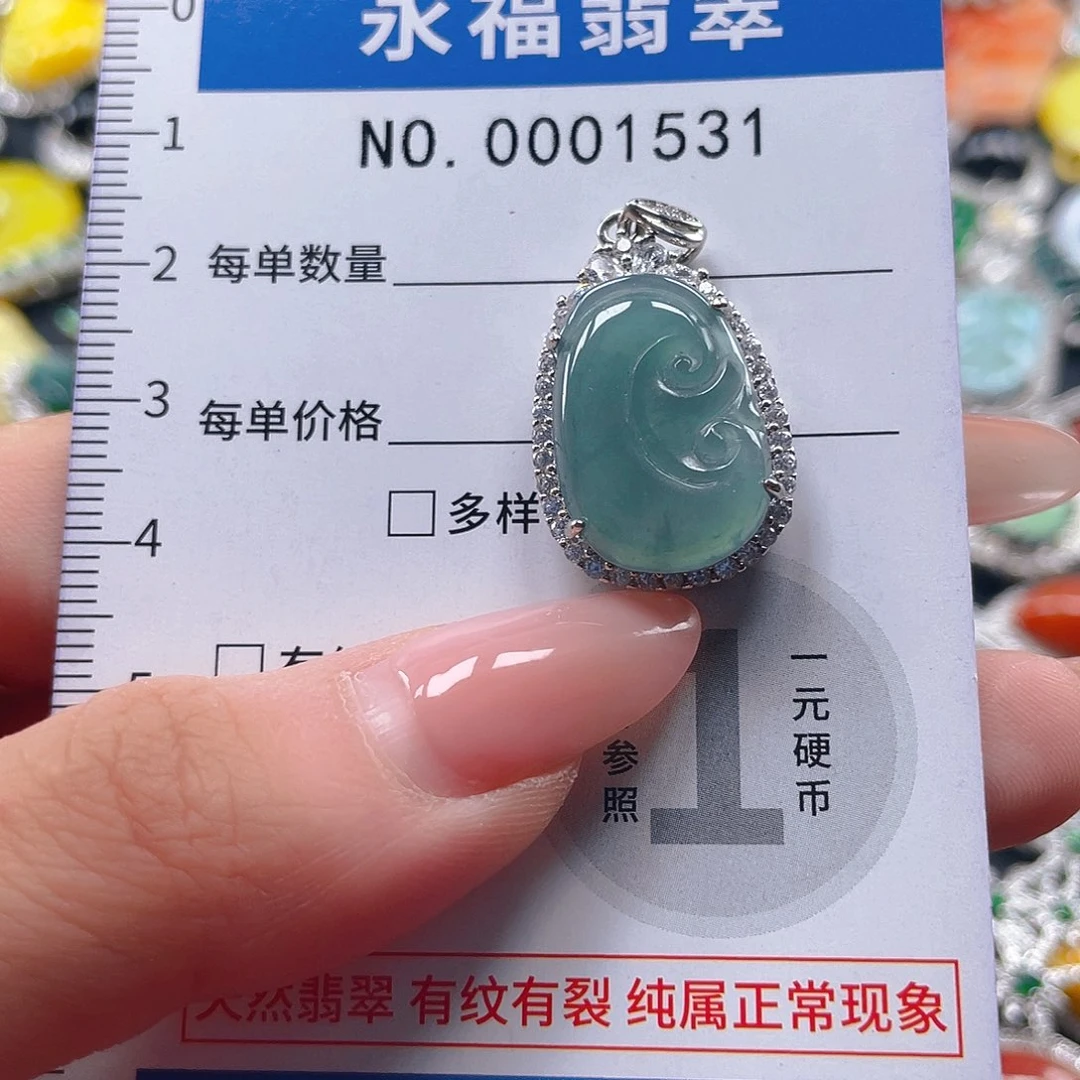 永福翡翠
NO. 0001531
0
1
2
3
4
每单数量
每单价格
□多样
□有
1
一元硬币
参照
天然翡翠 有纹有裂 纯属正常现象